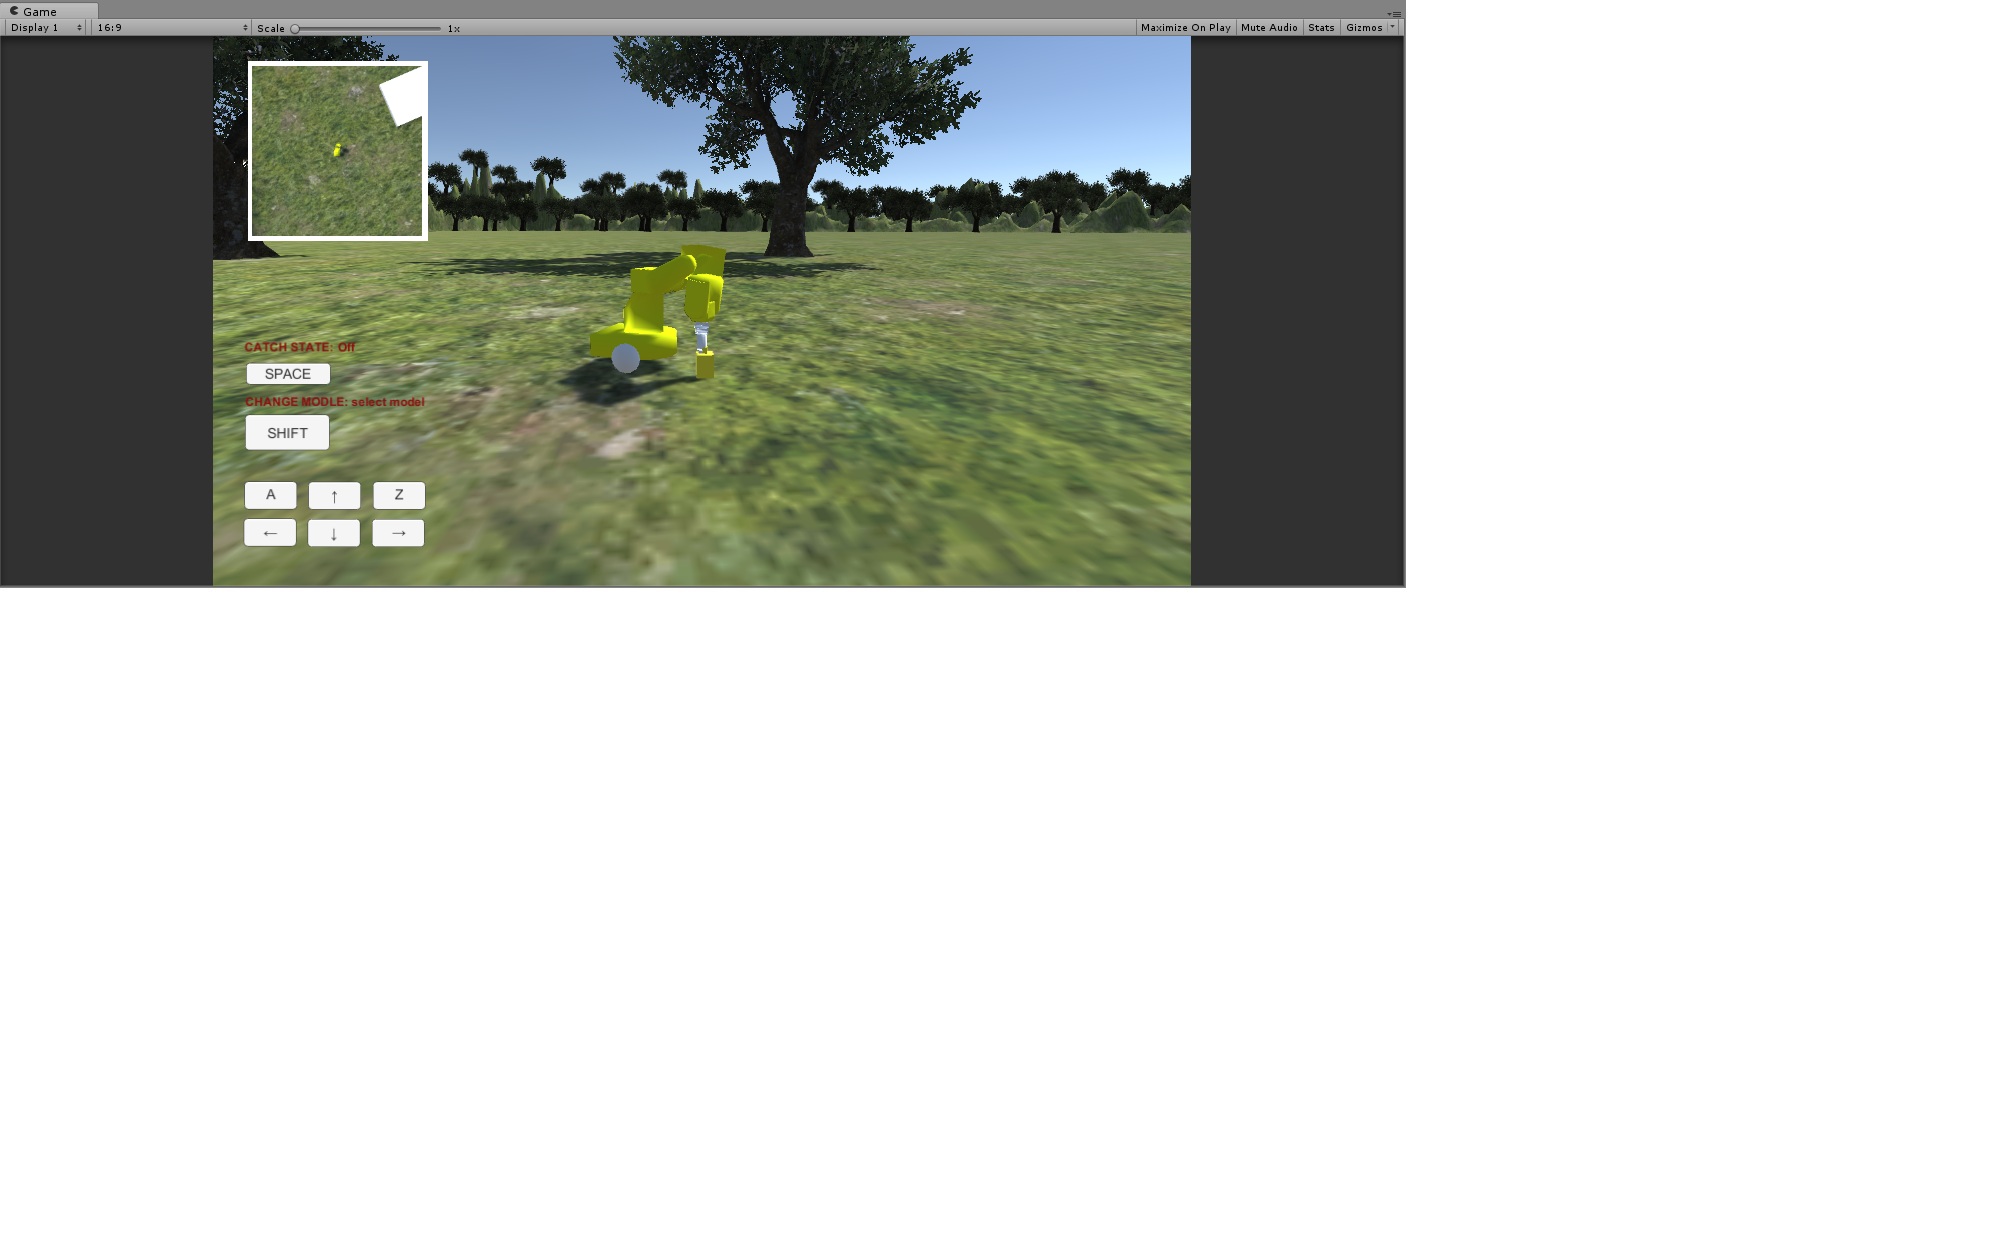 Game
Display 1 16:9 Scale 1x Maximize On Play Mute Audio Stats Gizmos
CATCH STATE: Off
SPACE
CHANGE MODLE: select model
SHIFT
A ↑ Z
← ↓ →